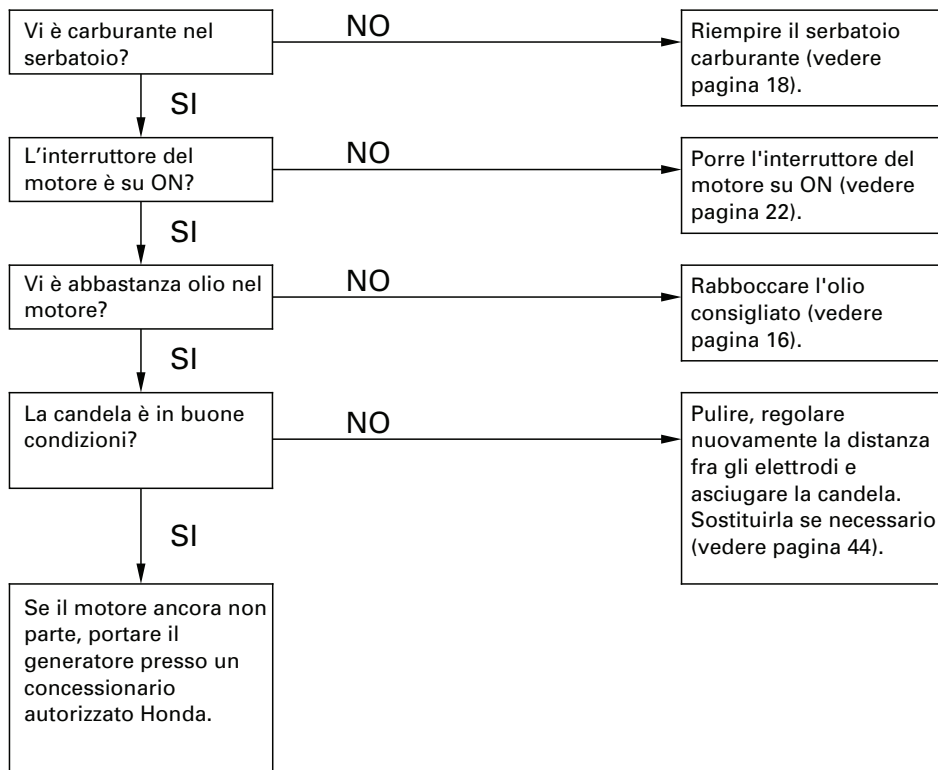 Vi è carburante nel
serbatoio?
NO
Riempire il serbatoio
carburante (vedere
pagina 18).
SI
L'interruttore del
motore è su ON?
NO
Porre l'interruttore del
motore su ON (vedere
pagina 22).
SI
Vi è abbastanza olio nel
motore?
NO
Rabboccare l'olio
consigliato (vedere
pagina 16).
SI
La candela è in buone
condizioni?
NO
Pulire, regolare
nuovamente la distanza
fra gli elettrodi e
asciugare la candela.
Sostituirla se necessario
(vedere pagina 44).
SI
Se il motore ancora non
parte, portare il
generatore presso un
concessionario
autorizzato Honda.